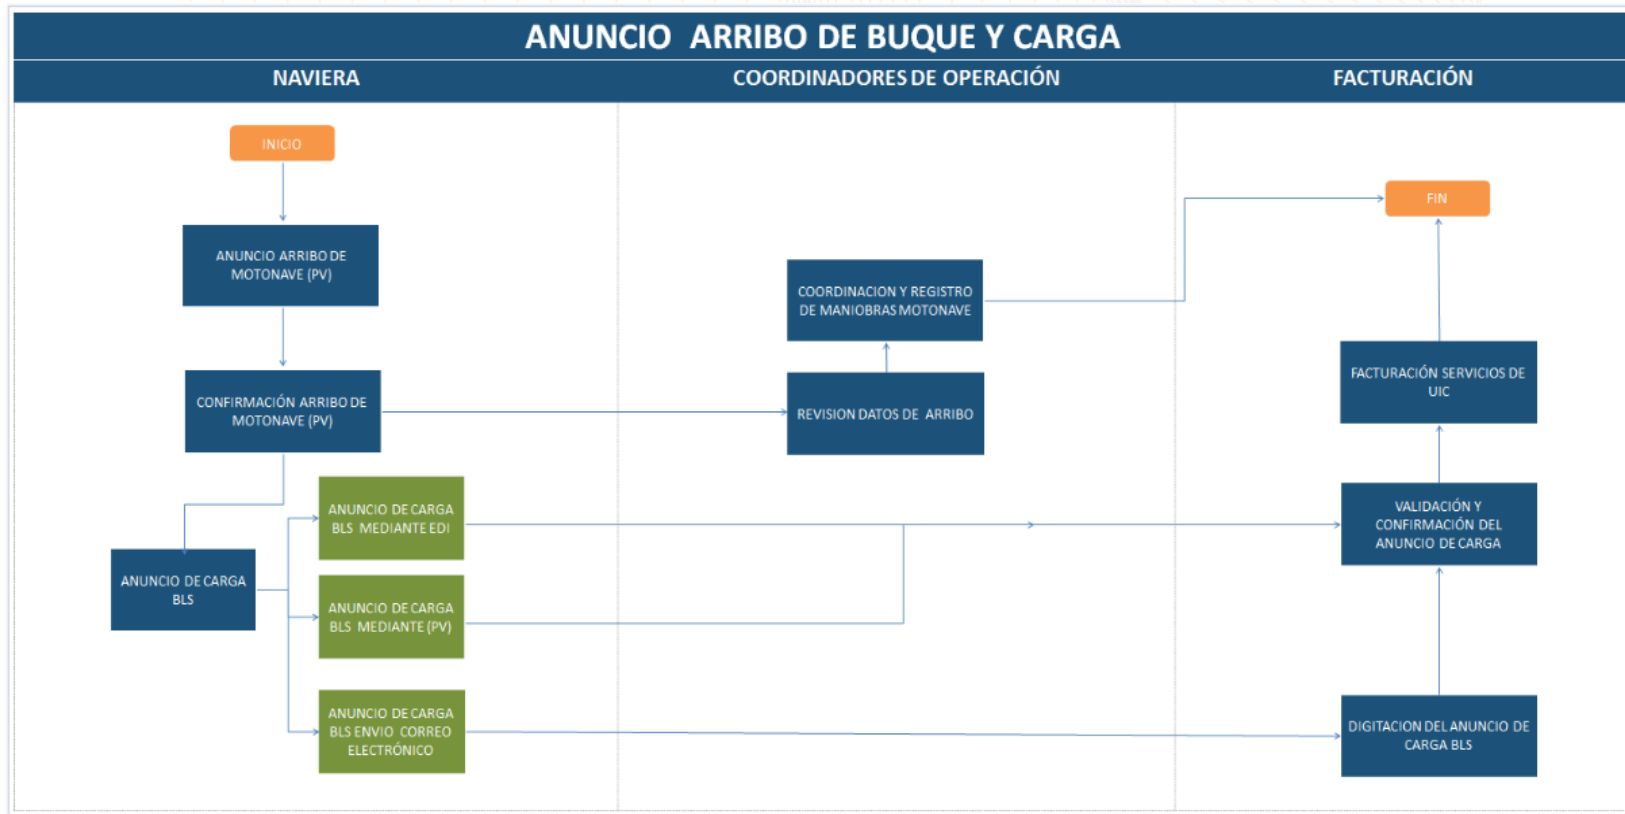 ANUNCIO ARRIBO DE BUQUE Y CARGA
NAVIERA
COORDINADORES DE OPERACIÓN
FACTURACIÓN
INICIO
ANUNCIO ARRIBO DE
MOTONAVE (PV)
CONFIRMACIÓN ARRIBO DE
MOTONAVE (PV)
ANUNCIO DE CARGA
BLS
ANUNCIO DE CARGA
BLS MEDIANTE EDI
ANUNCIO DE CARGA
BLS MEDIANTE (PV)
ANUNCIO DE CARGA
BLS ENVIO CORREO
ELECTRÓNICO
COORDINACION Y REGISTRO
DE MANIOBRAS MOTONAVE
REVISION DATOS DE ARRIBO
FIN
FACTURACIÓN SERVICIOS DE
UIC
VALIDACIÓN Y
CONFIRMACIÓN DEL
ANUNCIO DE CARGA
DIGITACION DEL ANUNCIO DE
CARGA BLS